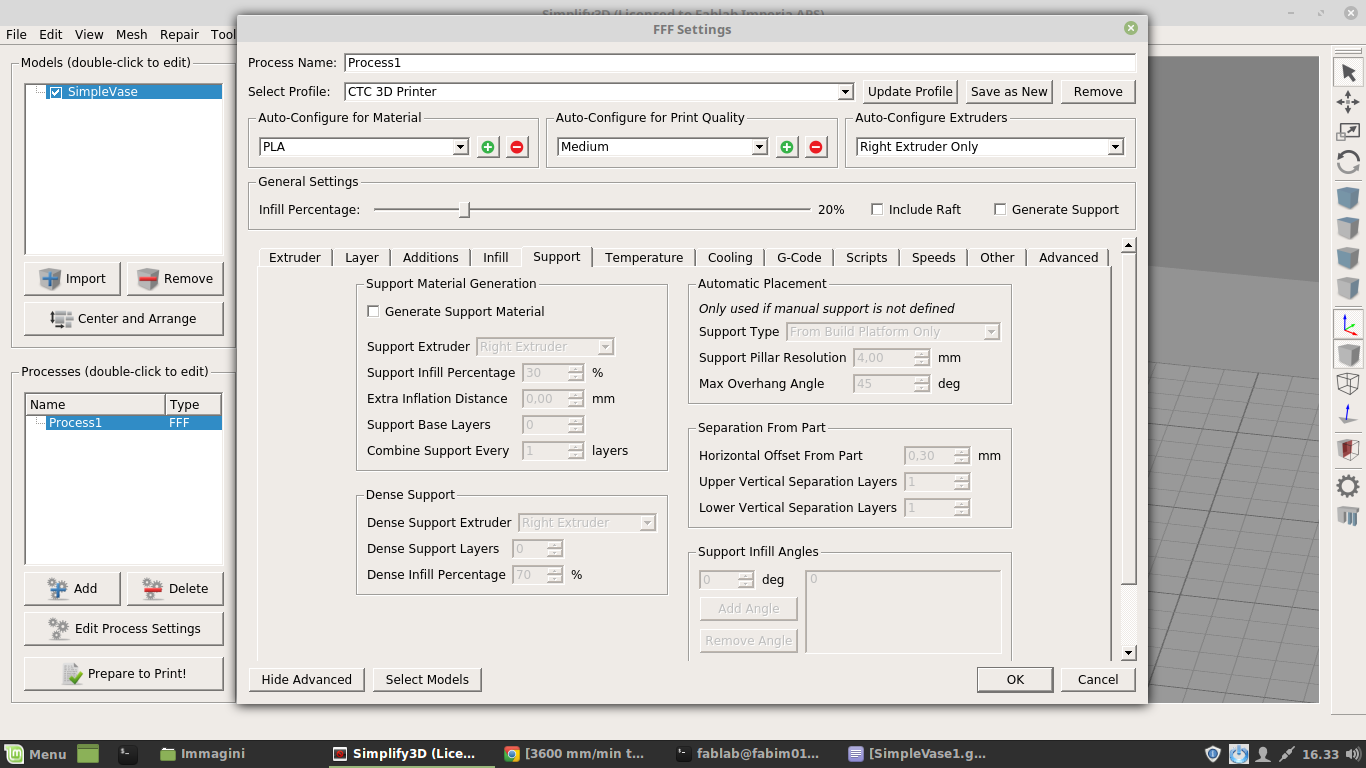 Simplify3D (Licensed to Fablab Imperia APS)
FFF Settings
File Edit View Mesh Repair Tool
Models (double-click to edit)
SimpleVase
Import
Remove
Center and Arrange
Processes (double-click to edit)
Name Type
Process1 FFF
Add
Delete
Edit Process Settings
Prepare to Print!
Process Name: Process1
Select Profile: CTC 3D Printer Update Profile Save as New Remove
Auto-Configure for Material
PLA
Auto-Configure for Print Quality
Medium
Auto-Configure Extruders
Right Extruder Only
General Settings
Infill Percentage: 20% Include Raft Generate Support
Extruder Layer Additions Infill Support Temperature Cooling G-Code Scripts Speeds Other Advanced
Support Material Generation
Generate Support Material
Support Extruder Right Extruder
Support Infill Percentage 30 %
Extra Inflation Distance 0,00 mm
Support Base Layers 0
Combine Support Every 1 layers
Dense Support
Dense Support Extruder Right Extruder
Dense Support Layers 0
Dense Infill Percentage 70 %
Automatic Placement
Only used if manual support is not defined
Support Type From Build Platform Only
Support Pillar Resolution 4,00 mm
Max Overhang Angle 45 deg
Separation From Part
Horizontal Offset From Part 0,30 mm
Upper Vertical Separation Layers 1
Lower Vertical Separation Layers 1
Support Infill Angles
0 deg 0
Add Angle
Remove Angle
Hide Advanced Select Models OK Cancel
Menu Immagini Simplify3D (Lice... [3600 mm/min t... fablab@fabim01... [SimpleVase1.g... 16.33